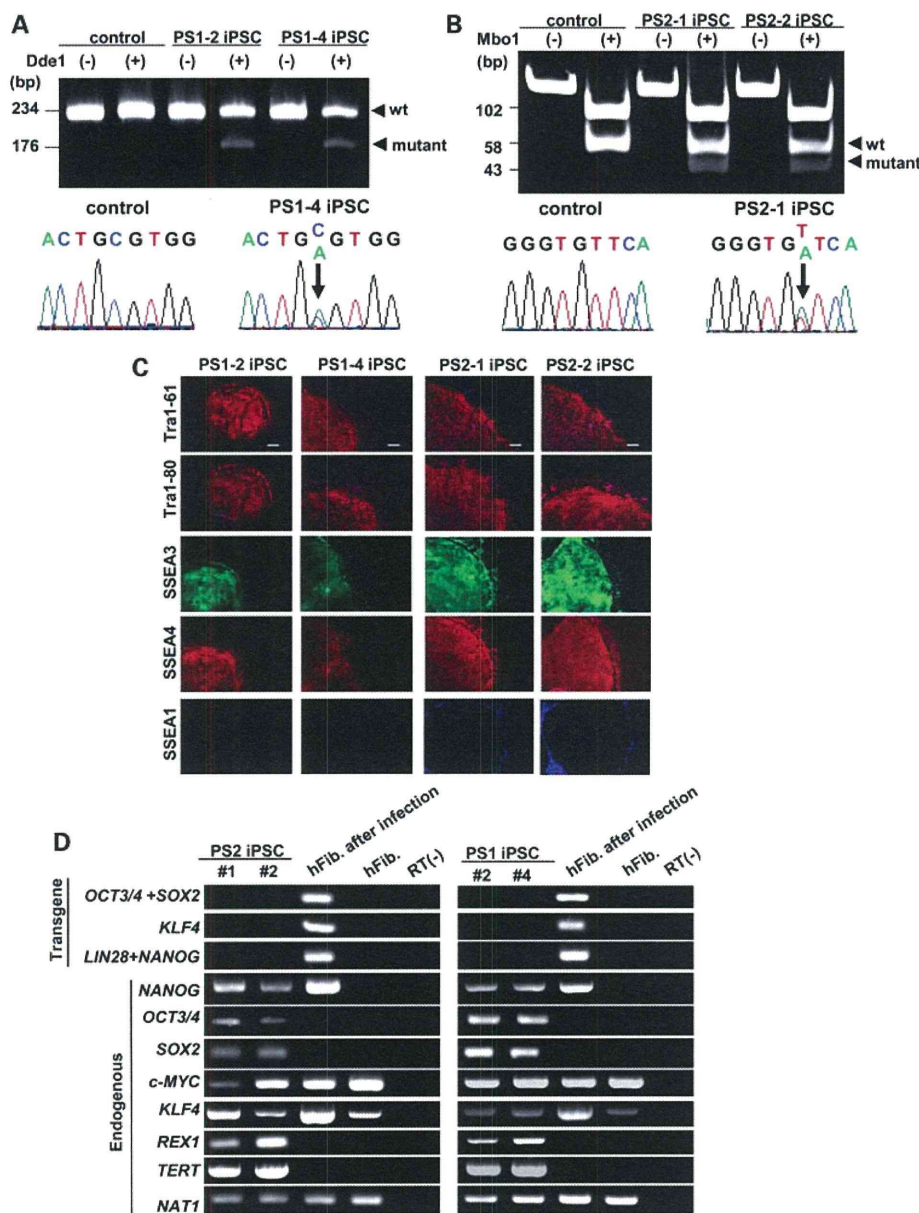 A
control PS1-2 iPSC PS1-4 iPSC
Dde1 (-) (+) (-) (+) (-) (+)
(bp)
234
176
wt
mutant
control
ACTGCGTGG
PS1-4 iPSC
C
ACTG GTGG
A
B
control PS2-1 iPSC PS2-2 iPSC
Mbo1 (-) (+) (-) (+) (-) (+)
(bp)
102
58
43
wt
mutant
control
GGGTGTTCA
PS2-1 iPSC
T
GGGTG TCA
A
C
PS1-2 iPSC PS1-4 iPSC PS2-1 iPSC PS2-2 iPSC
Tra1-61
Tra1-80
SSEA3
SSEA4
SSEA1
D
PS2 iPSC
#1 #2 hFib. after infection hFib. RT(-)
PS1 iPSC
#2 #4 hFib. after infection hFib. RT(-)
Transgene
OCT3/4 +SOX2
KLF4
LIN28+NANOG
Endogenous
NANOG
OCT3/4
SOX2
c-MYC
KLF4
REX1
TERT
NAT1